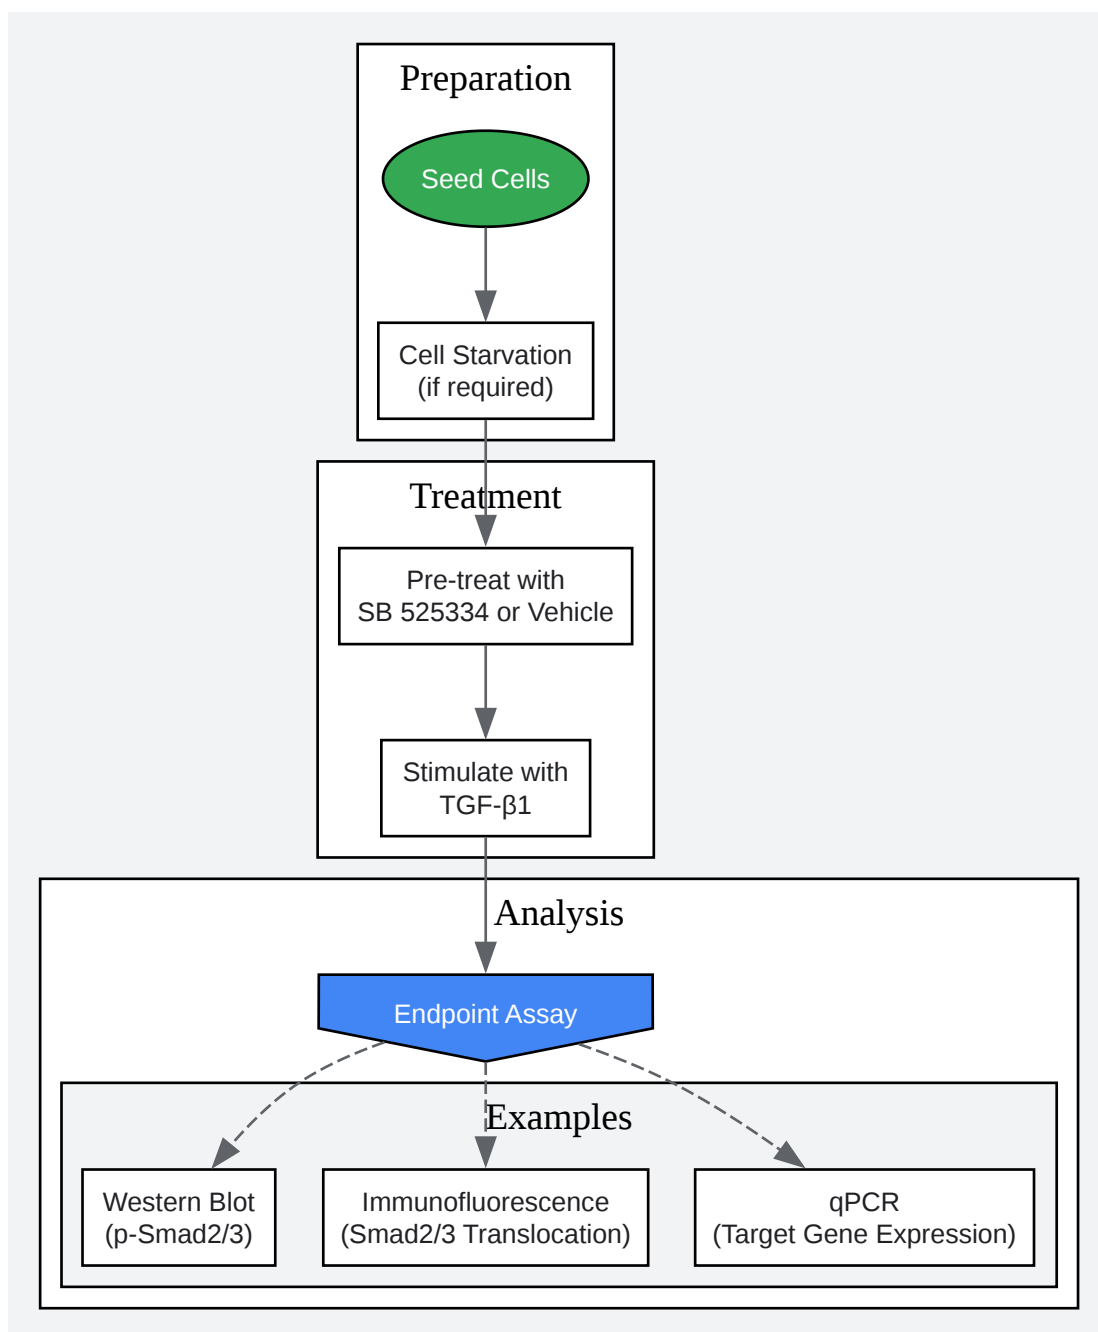 Preparation
Seed Cells
Cell Starvation
(if required)
Treatment
Pre-treat with
SB 525334 or Vehicle
Stimulate with
TGF-β1
Analysis
Endpoint Assay
Examples
Western Blot
(p-Smad2/3)
Immunofluorescence
(Smad2/3 Translocation)
qPCR
(Target Gene Expression)